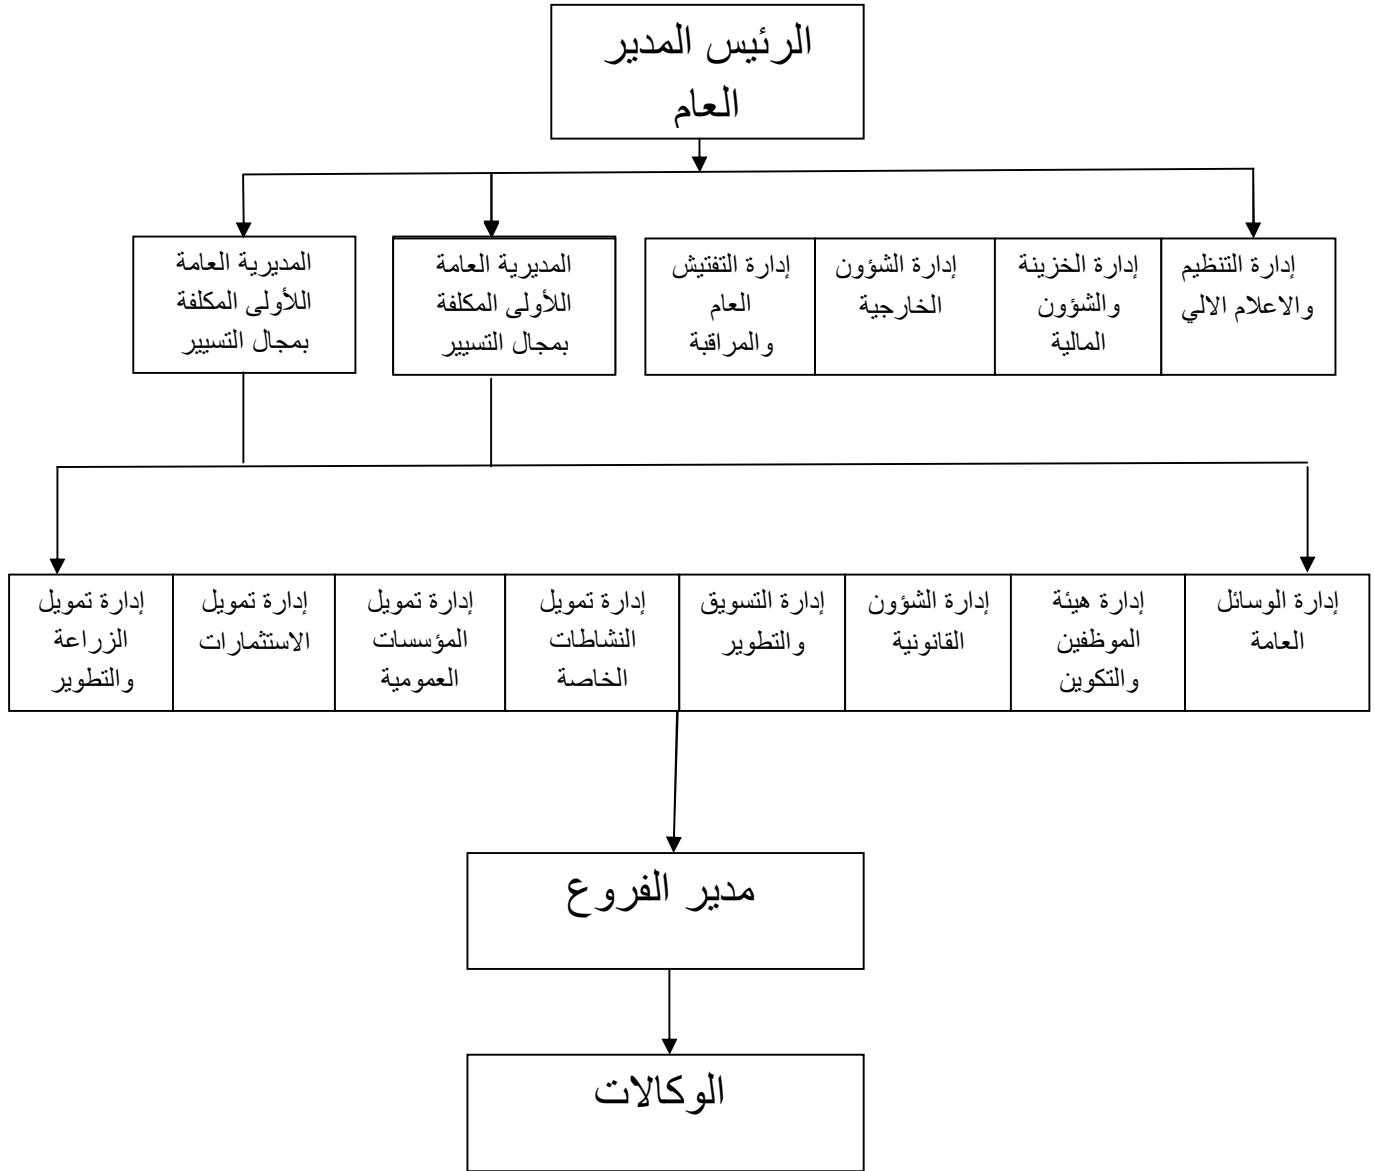 الرئيس المدير
العام
إدارة التنظيم
والاعلام الالي
إدارة الخزينة
والشؤون
المالية
إدارة الشؤون
الخارجية
إدارة التفتيش
العام
والمراقبة
المديرية العامة
اللأولى المكلفة
بمجال التسيير
المديرية العامة
اللأولى المكلفة
بمجال التسيير
إدارة الوسائل
العامة
إدارة هيئة
الموظفين
والتكوين
إدارة الشؤون
القانونية
إدارة التسويق
والتطوير
إدارة تمويل
النشاطات
الخاصة
إدارة تمويل
المؤسسات
العمومية
إدارة تمويل
الاستثمارات
إدارة تمويل
الزراعة
والتطوير
مدير الفروع
الوكالات